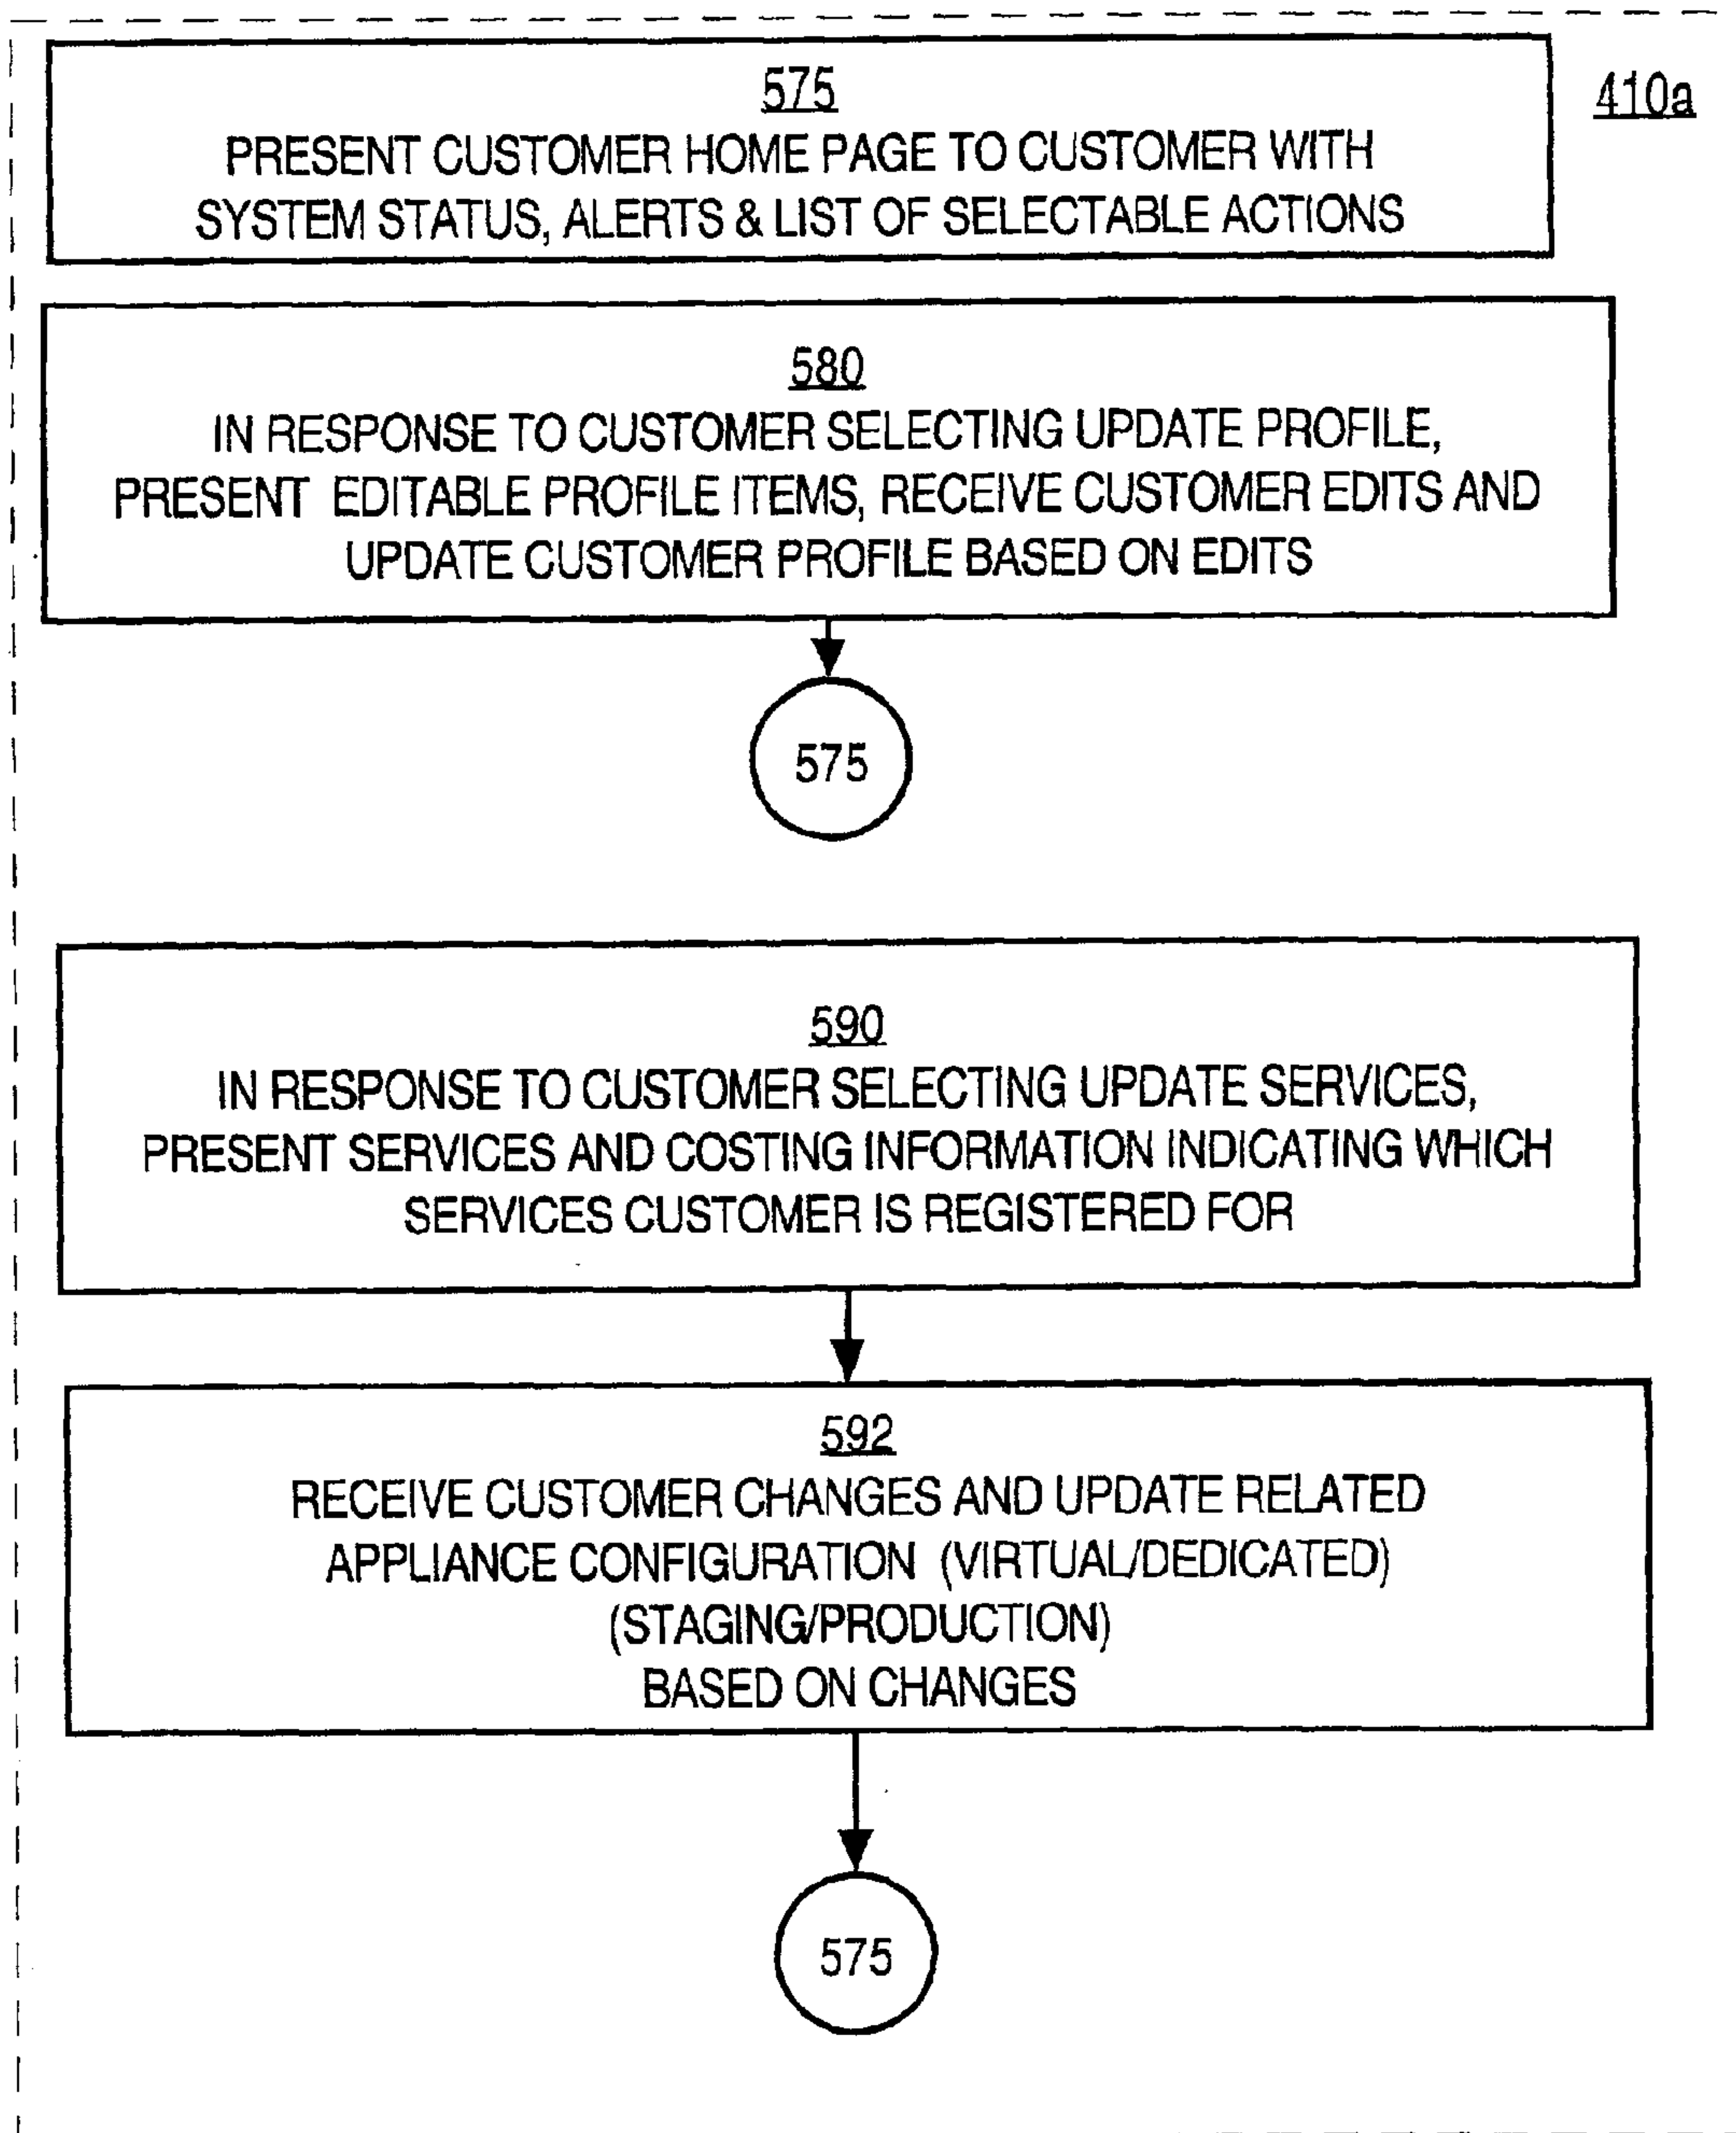 575
410a
PRESENT CUSTOMER HOME PAGE TO CUSTOMER WITH
SYSTEM STATUS, ALERTS & LIST OF SELECTABLE ACTIONS
580
IN RESPONSE TO CUSTOMER SELECTING UPDATE PROFILE,
PRESENT EDITABLE PROFILE ITEMS, RECEIVE CUSTOMER EDITS AND
UPDATE CUSTOMER PROFILE BASED ON EDITS
575
590
IN RESPONSE TO CUSTOMER SELECTING UPDATE SERVICES,
PRESENT SERVICES AND COSTING INFORMATION INDICATING WHICH
SERVICES CUSTOMER IS REGISTERED FOR
592
RECEIVE CUSTOMER CHANGES AND UPDATE RELATED
APPLIANCE CONFIGURATION (VIRTUAL/DEDICATED)
(STAGING/PRODUCTION)
BASED ON CHANGES
575